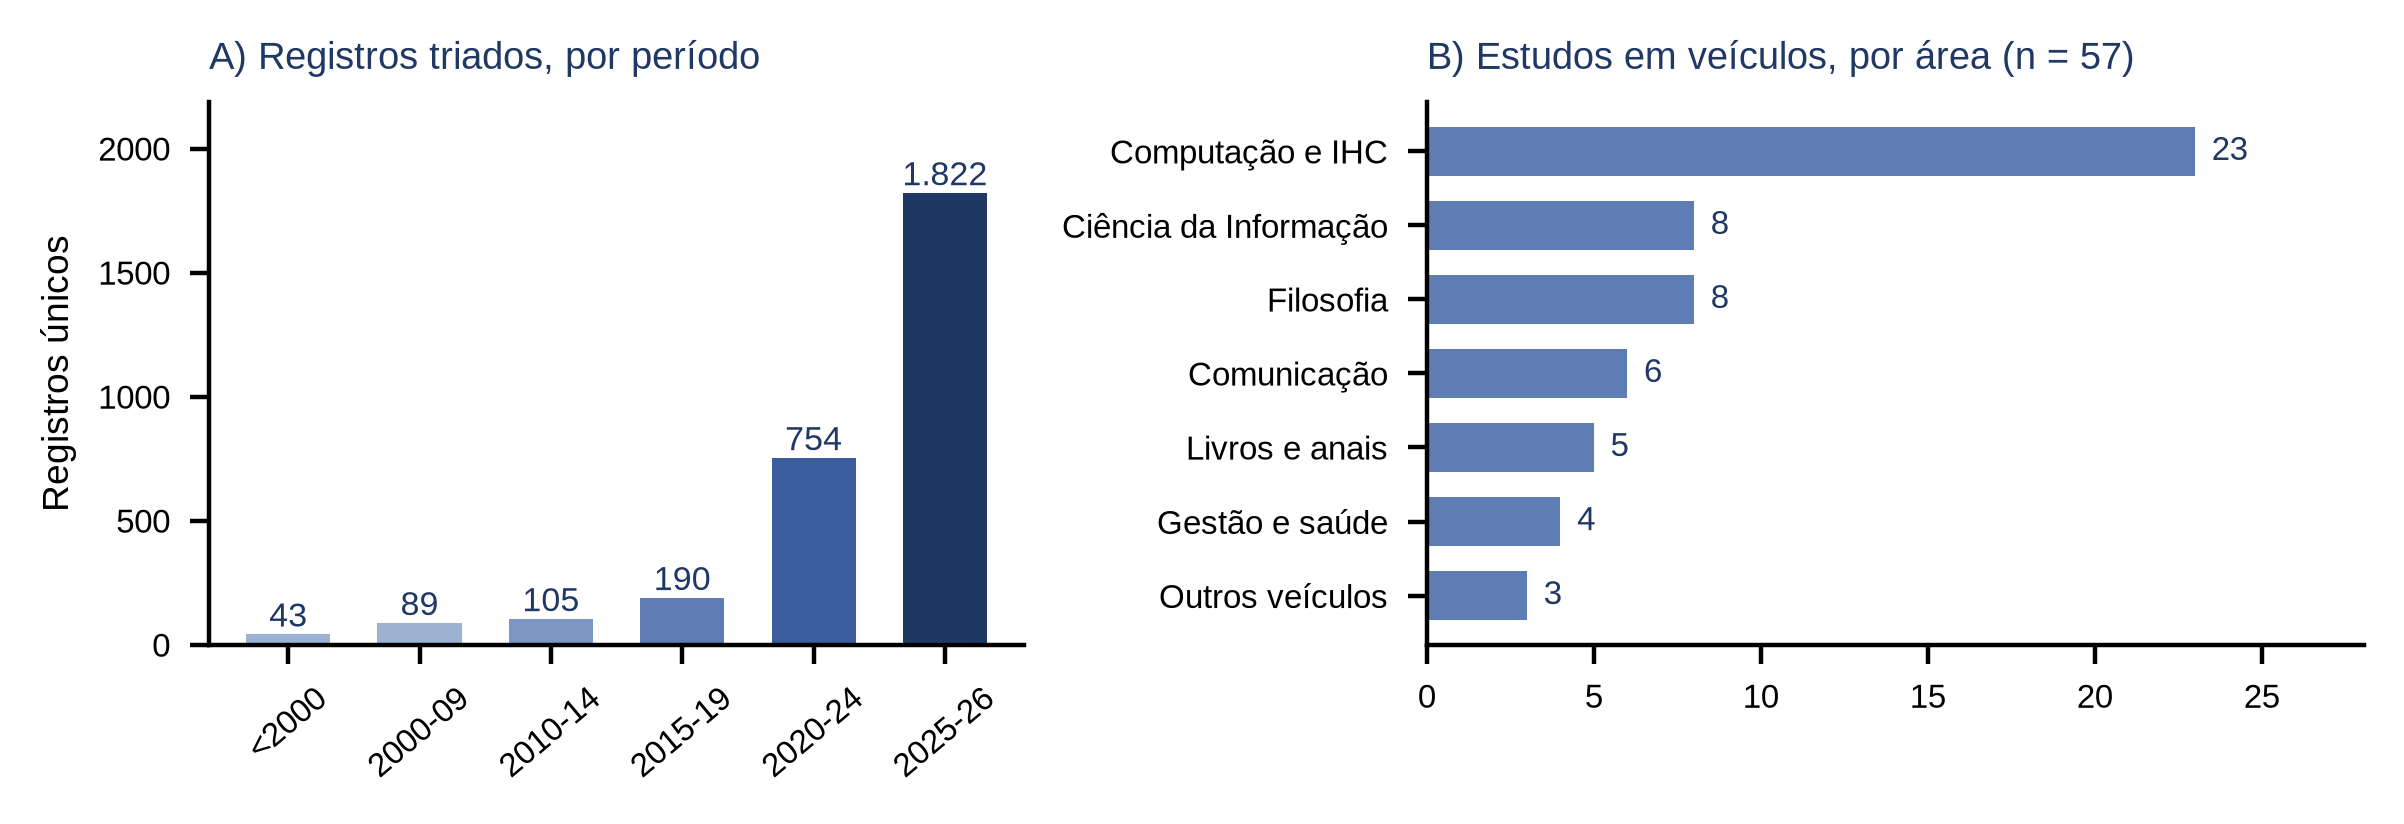 A) Registros triados, por período
Registros únicos
2000
1500
1000
500
0
43
89
105
190
754
1.822
<2000
2000-09
2010-14
2015-19
2020-24
2025-26
B) Estudos em veículos, por área (n = 57)
Computação e IHC 23
Ciência da Informação 8
Filosofia 8
Comunicação 6
Livros e anais 5
Gestão e saúde 4
Outros veículos 3
0 5 10 15 20 25